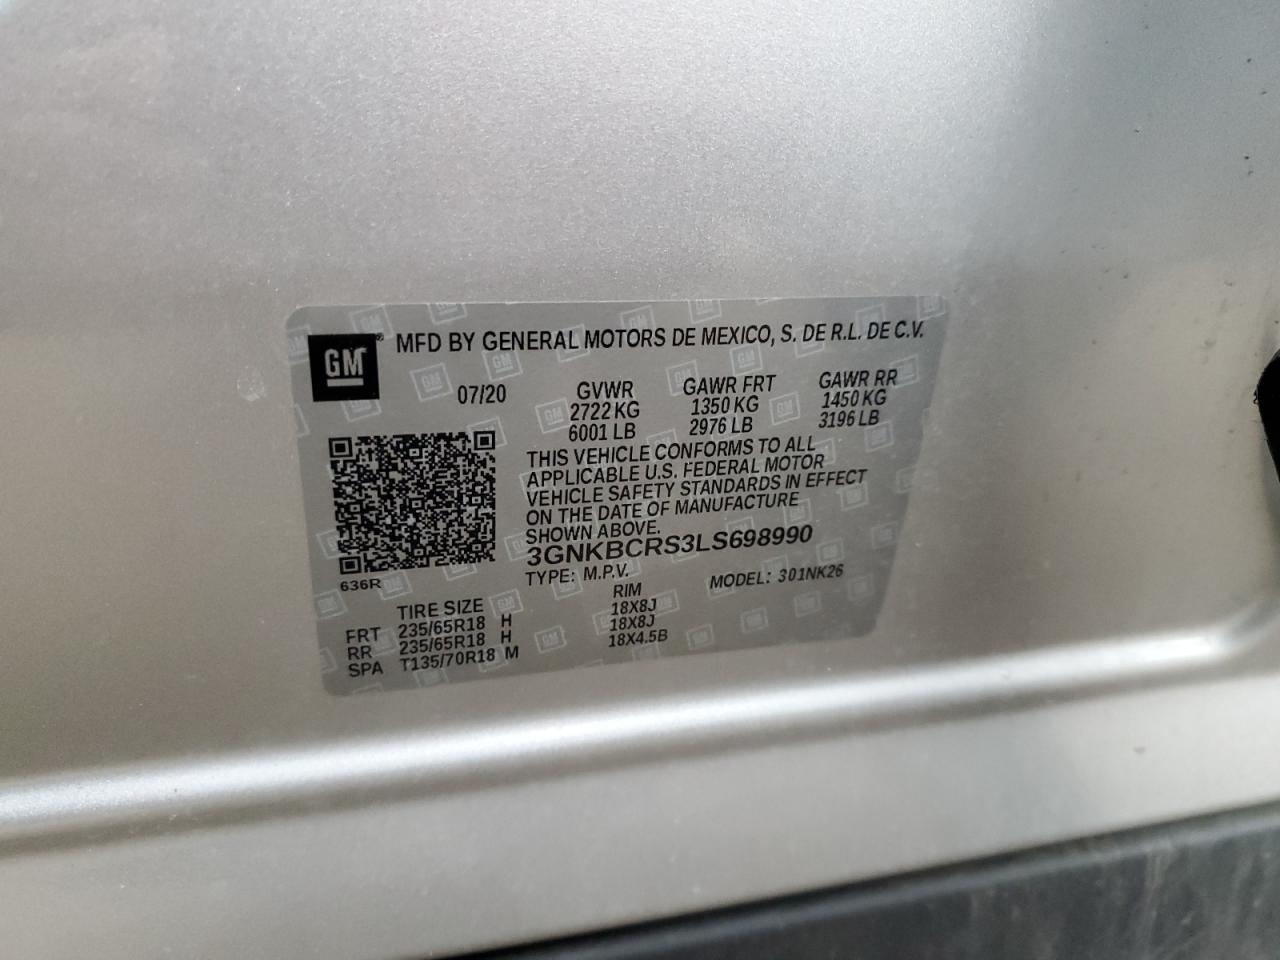 GM® MFD BY GENERAL MOTORS DE MEXICO, S. DE R.L. DE C.V.
07/20 GVWR GAWR FRT GAWR RR
2722 KG 1350 KG 1450 KG
6001 LB 2976 LB 3196 LB
THIS VEHICLE CONFORMS TO ALL
APPLICABLE U.S. FEDERAL MOTOR
VEHICLE SAFETY STANDARDS IN EFFECT
ON THE DATE OF MANUFACTURE
SHOWN ABOVE.
3GNKBCRS3LS698990
636R
TYPE: M.P.V. MODEL: 301NK26
TIRE SIZE RIM
FRT 235/65R18 H 18X8J
RR 235/65R18 H 18X8J
SPA T135/70R18 M 18X4.5B